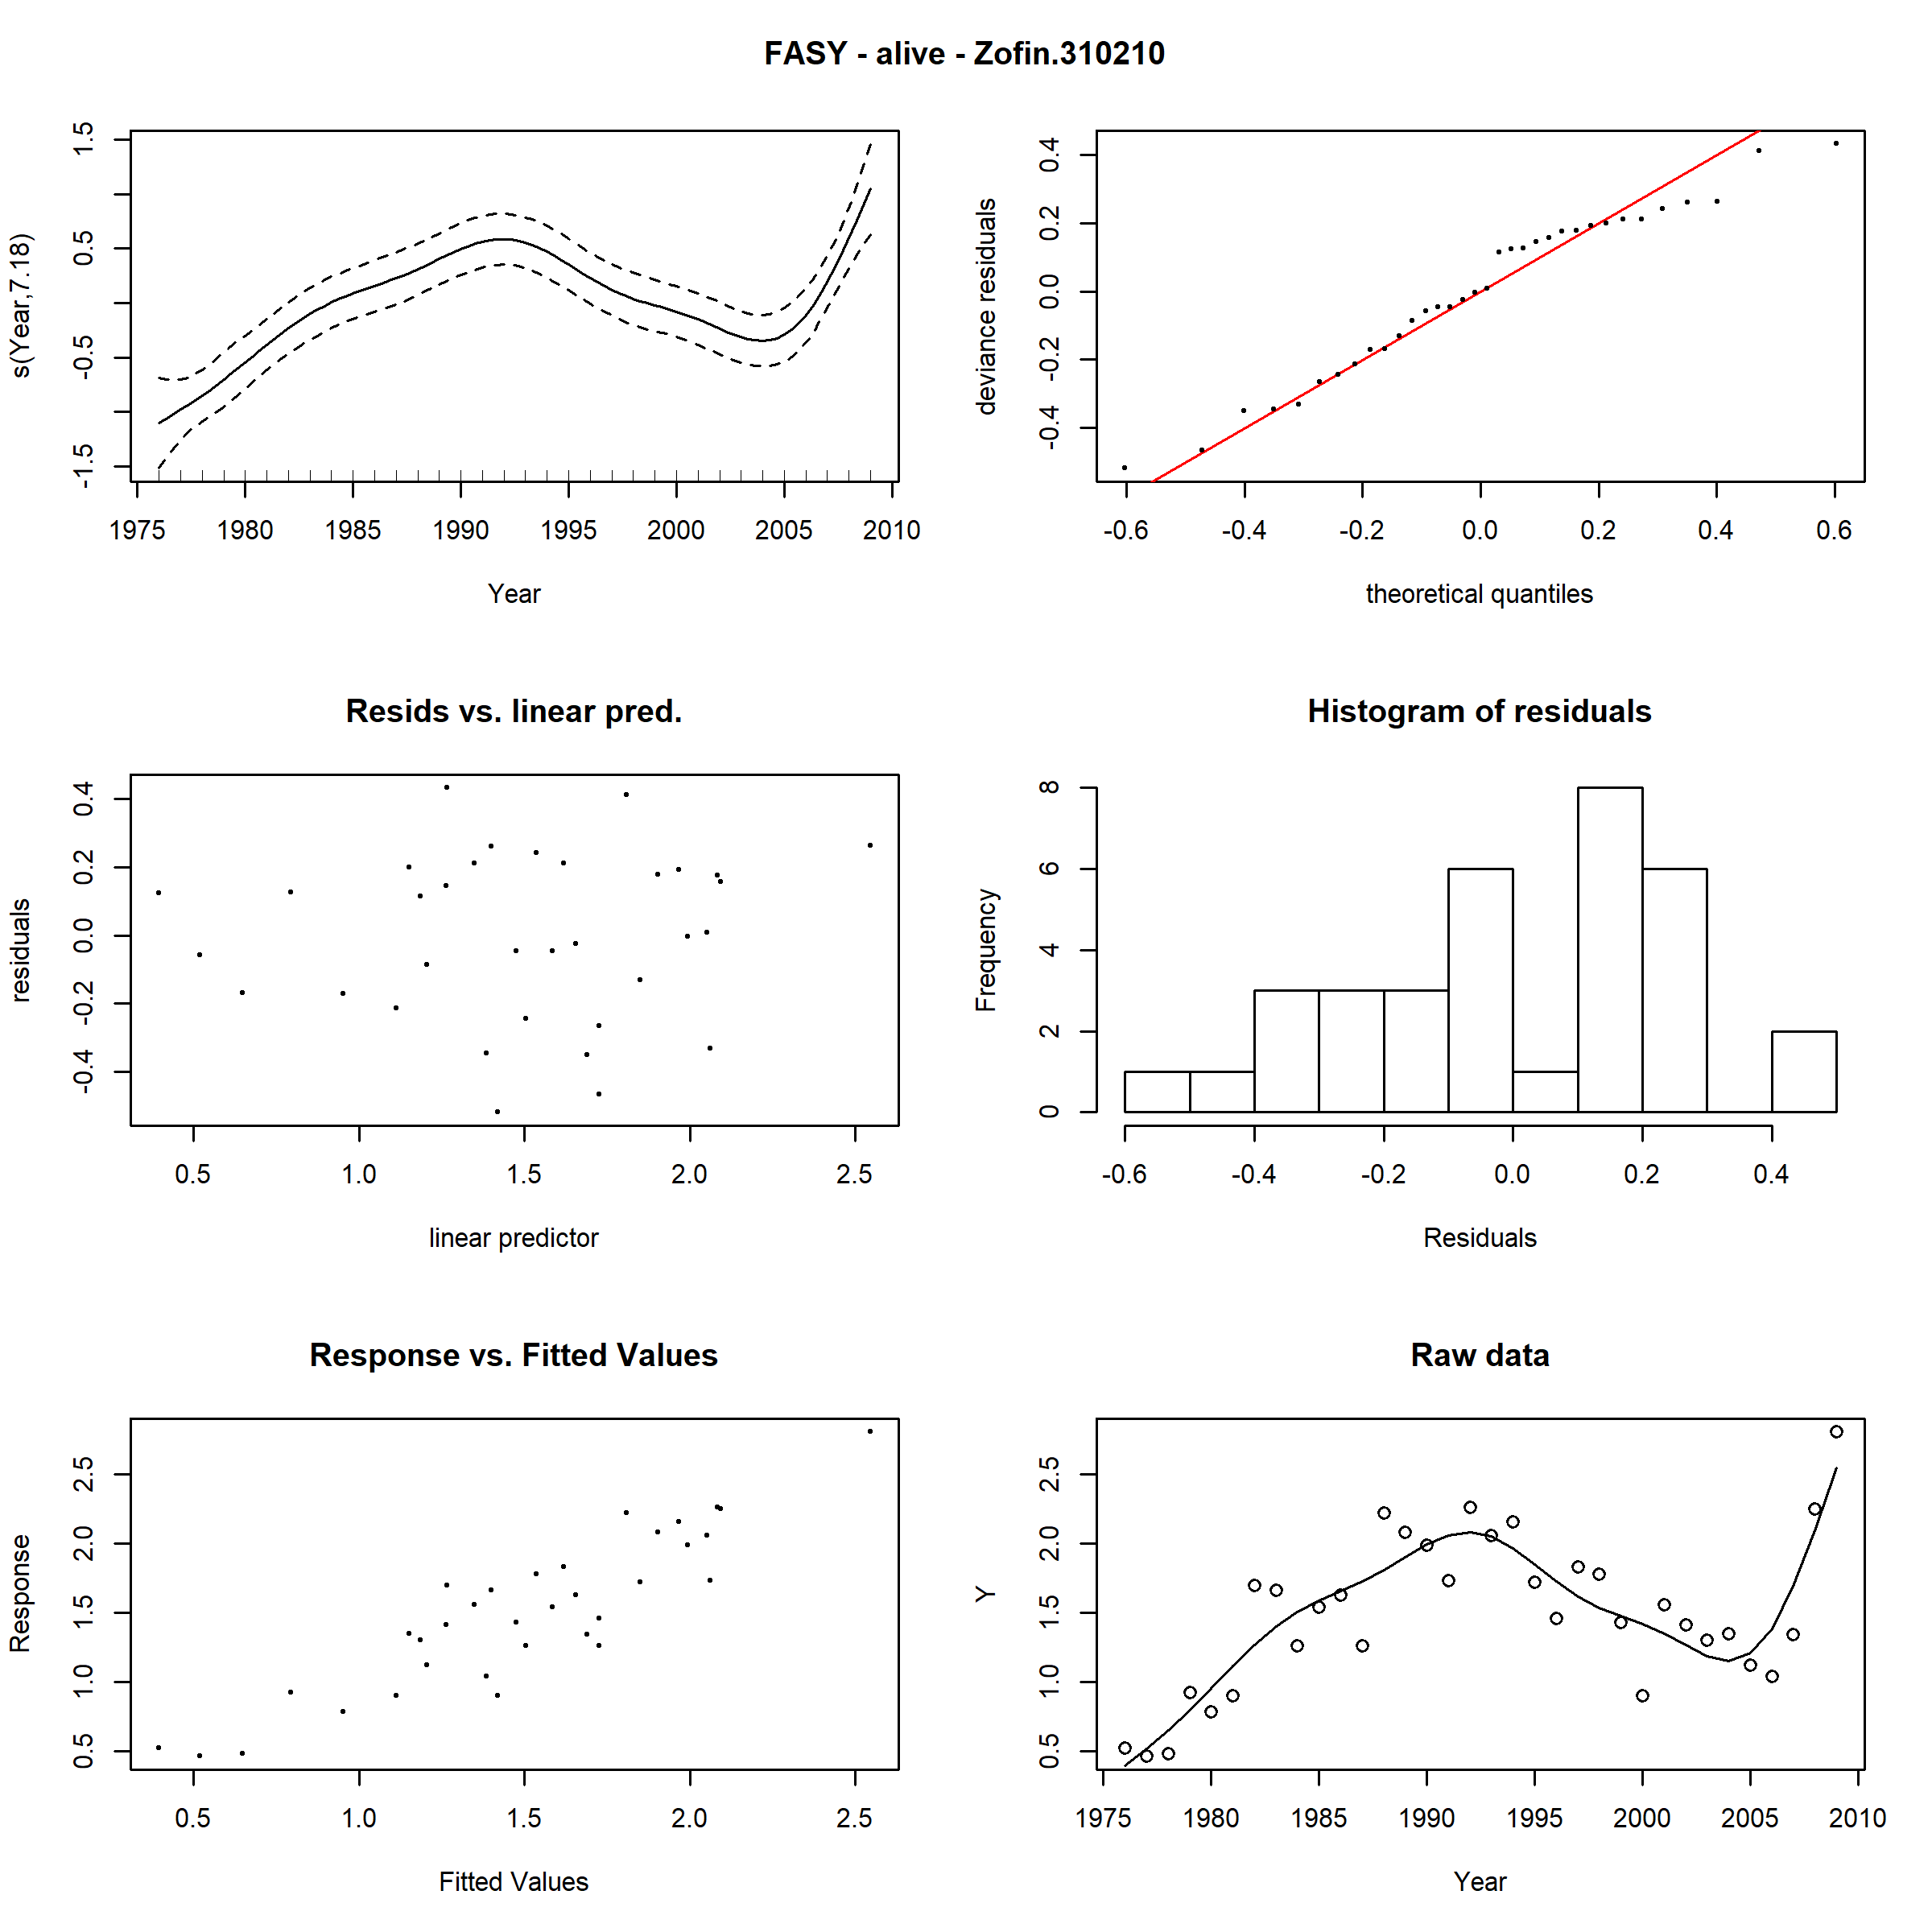 FASY - alive - Zofin.310210
s(Year,7.18)
-1.5 -0.5 0.5 1.5
1975 1980 1985 1990 1995 2000 2005 2010
Year
deviance residuals
-0.4 -0.2 0.0 0.2 0.4
-0.6 -0.4 -0.2 0.0 0.2 0.4 0.6
theoretical quantiles
Resids vs. linear pred.
residuals
-0.4 -0.2 0.0 0.2 0.4
0.5 1.0 1.5 2.0 2.5
linear predictor
Histogram of residuals
Frequency
0 2 4 6 8
-0.6 -0.4 -0.2 0.0 0.2 0.4
Residuals
Response vs. Fitted Values
Response
0.5 1.0 1.5 2.0 2.5
0.5 1.0 1.5 2.0 2.5
Fitted Values
Raw data
Y
0.5 1.0 1.5 2.0 2.5
1975 1980 1985 1990 1995 2000 2005 2010
Year